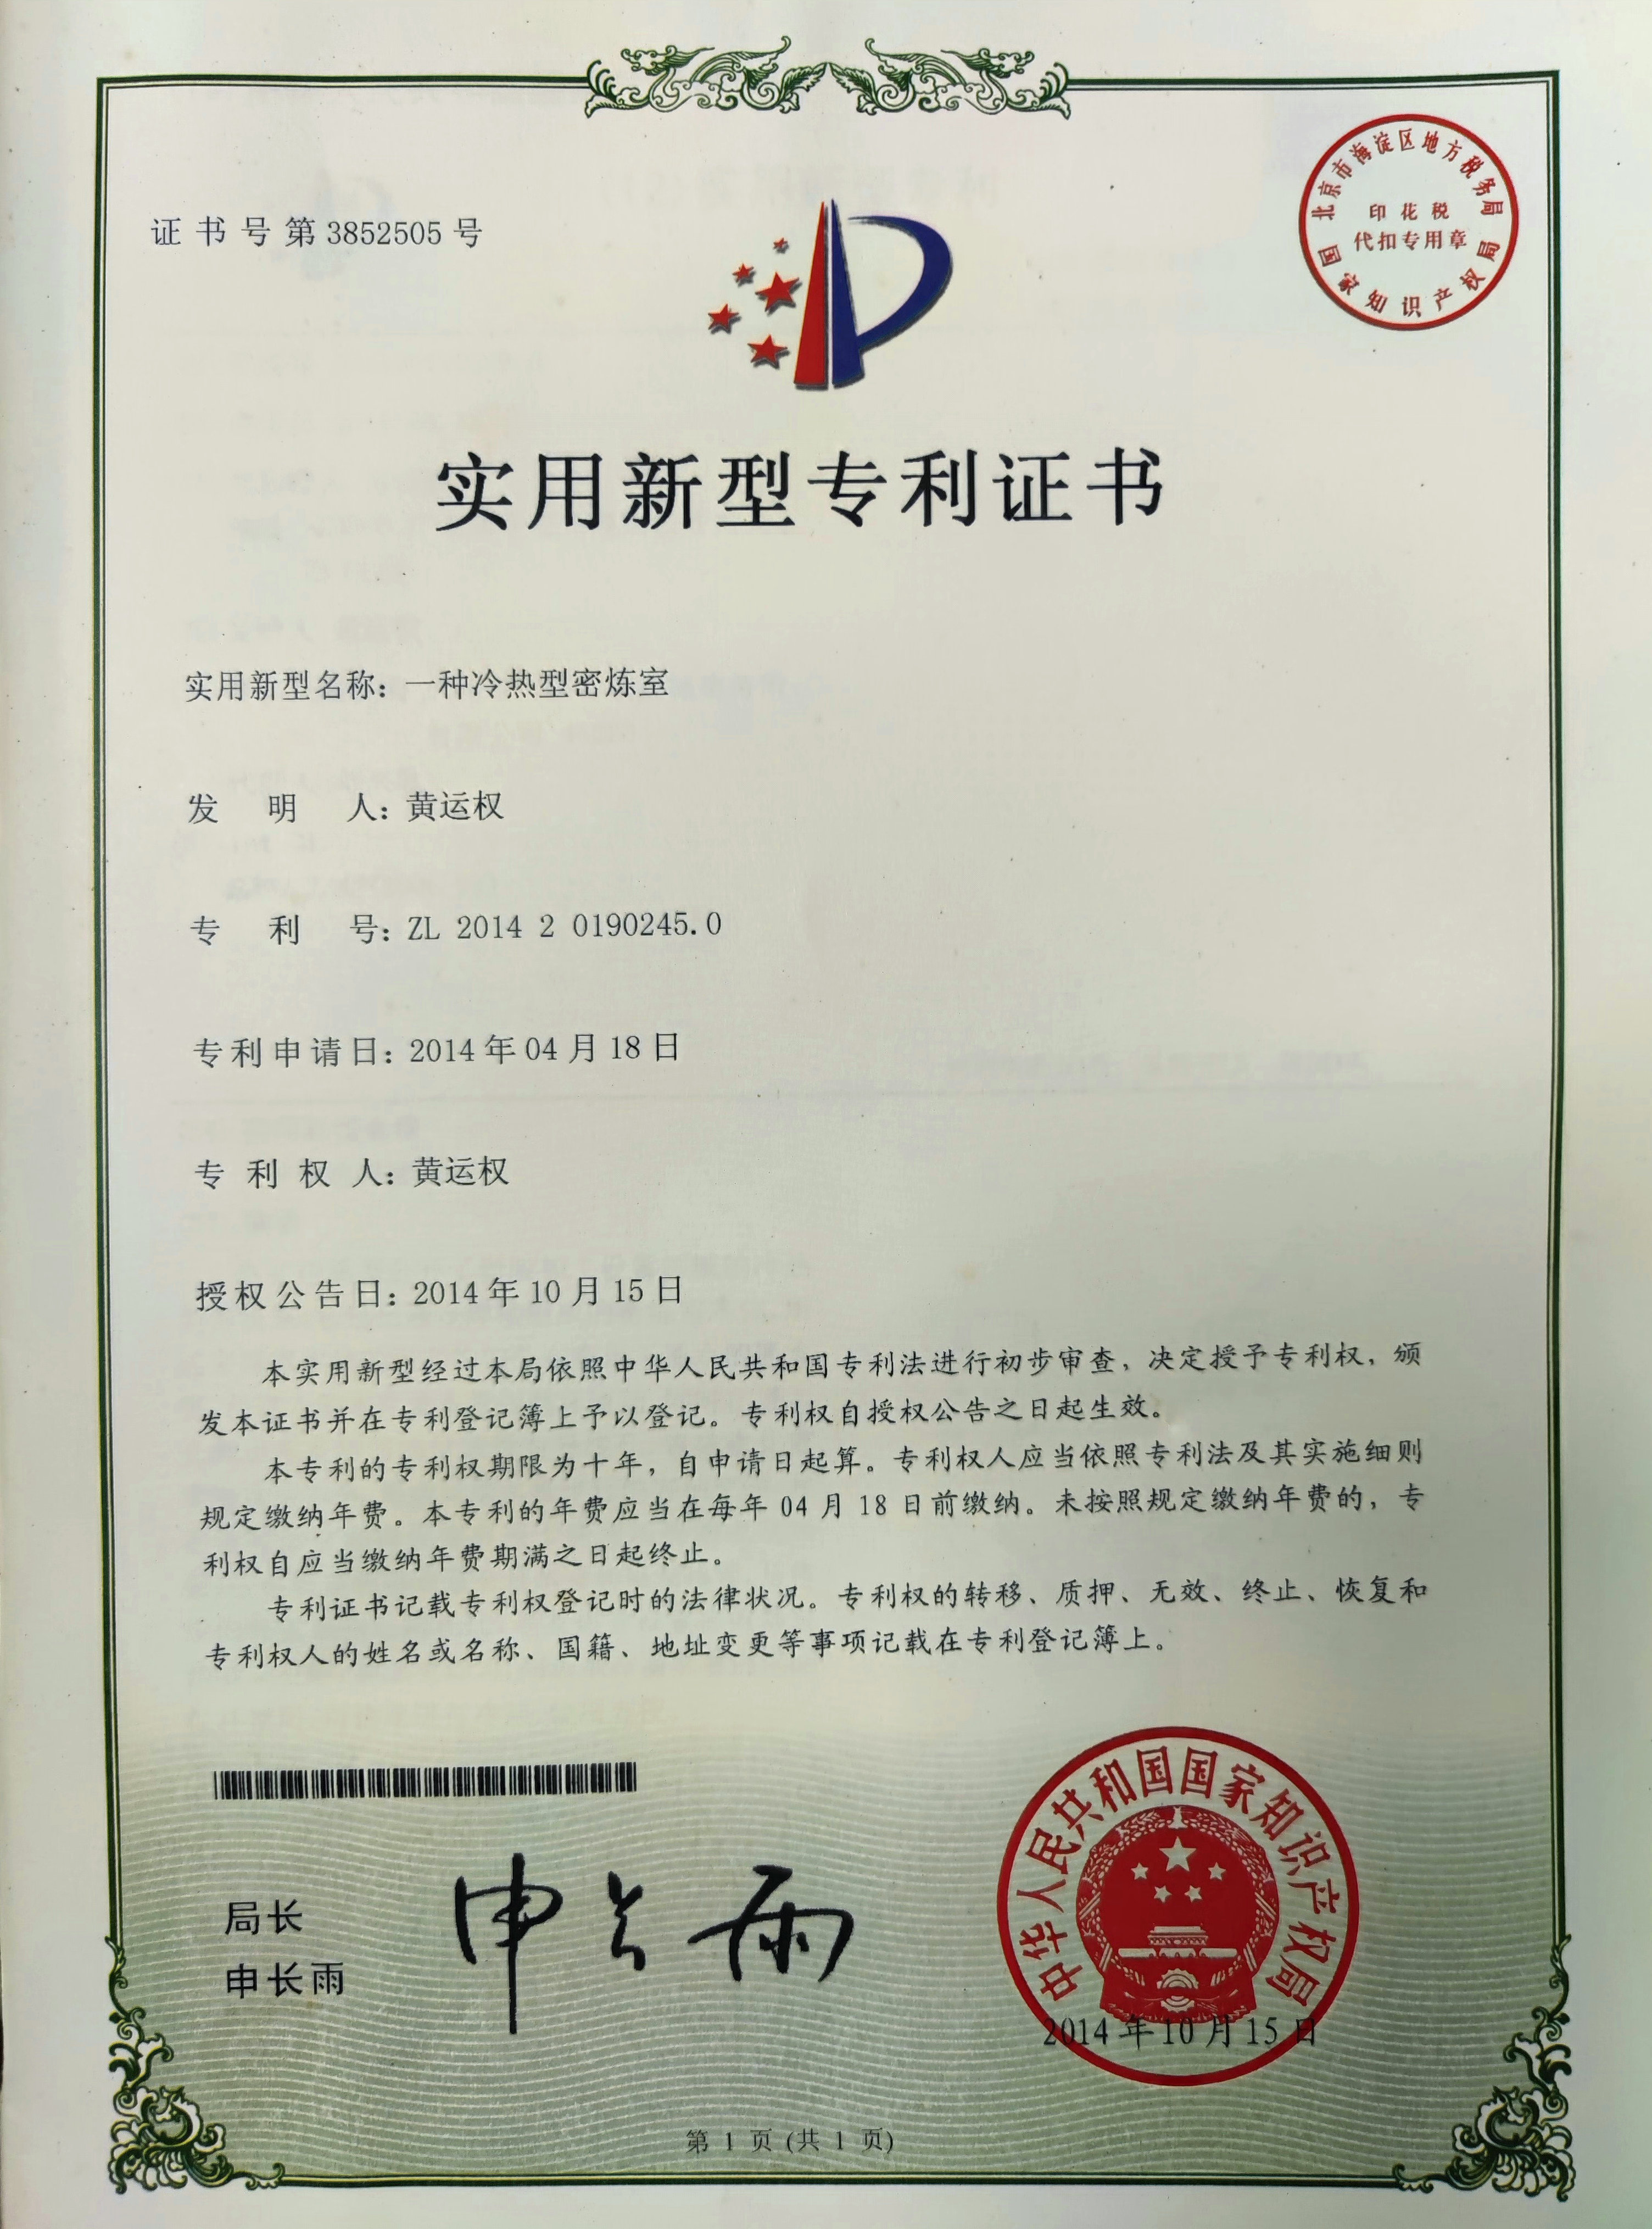 证书号第3852505号
北京市海淀区地方税务局
印花税
代扣专用章
国家知识产权局
实用新型专利证书
实用新型名称：一种冷热型密炼室
发明人：黄运权
专利号：ZL 2014 2 0190245.0
专利申请日：2014年04月18日
专利权人：黄运权
授权公告日：2014年10月15日
本实用新型经过本局依照中华人民共和国专利法进行初步审查，决定授予专利权，颁
发本证书并在专利登记簿上予以登记。专利权自授权公告之日起生效。
本专利的专利权期限为十年，自申请日起算。专利权人应当依照专利法及其实施细则
规定缴纳年费。本专利的年费应当在每年04月18日前缴纳。未按照规定缴纳年费的，专
利权自应当缴纳年费期满之日起终止。
专利证书记载专利权登记时的法律状况。专利权的转移、质押、无效、终止、恢复和
专利权人的姓名或名称、国籍、地址变更等事项记载在专利登记簿上。
局长
申长雨
申长雨
中华人民共和国国家知识产权局
2014年10月15日
第 1 页 (共 1 页)